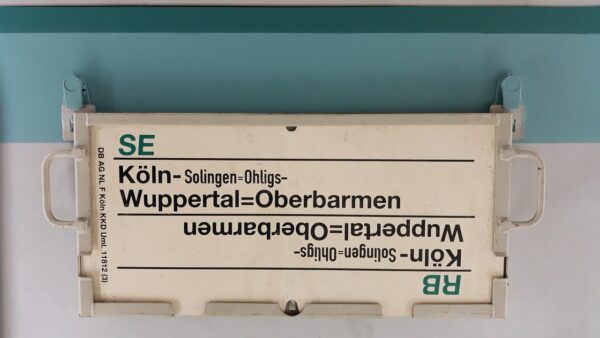 SE
Köln- Solingen=Ohligs-
Wuppertal=Oberbarmen
Wuppertal=Oberbarmen
Köln- Solingen=Ohligs-
RB
DB AG NL F Köln KKD Uml. 11812 (3)